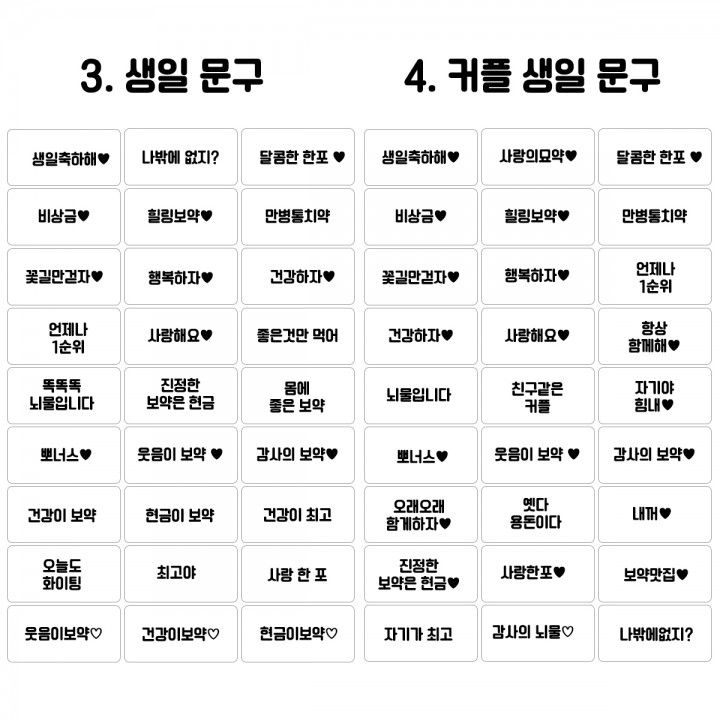 3. 생일 문구
생일축하해♥
나밖에 없지?
달콤한 한포 ♥
비상금♥
힐링보약♥
만병통치약
꽃길만걷자♥
행복하자♥
건강하자♥
언제나
1순위
사랑해요♥
좋은것만 먹어
똑똑똑
뇌물입니다
진정한
보약은 현금
몸에
좋은 보약
뽀너스♥
웃음이 보약 ♥
감사의 보약♥
건강이 보약
현금이 보약
건강이 최고
오늘도
화이팅
최고야
사랑 한 포
웃음이보약♡
건강이보약♡
현금이보약♡
4. 커플 생일 문구
생일축하해♥
사랑의묘약♥
달콤한 한포 ♥
비상금♥
힐링보약♥
만병통치약
꽃길만걷자♥
행복하자♥
언제나
1순위
건강하자♥
사랑해요♥
항상
함께해♥
뇌물입니다
친구같은
커플
자기야
힘내♥
뽀너스♥
웃음이 보약 ♥
감사의 보약♥
오래오래
함게하자♥
옛다
용돈이다
내꺼♥
진정한
보약은 현금♥
사랑한포♥
보약맛집♥
자기가 최고
감사의 뇌물♡
나밖에없지?